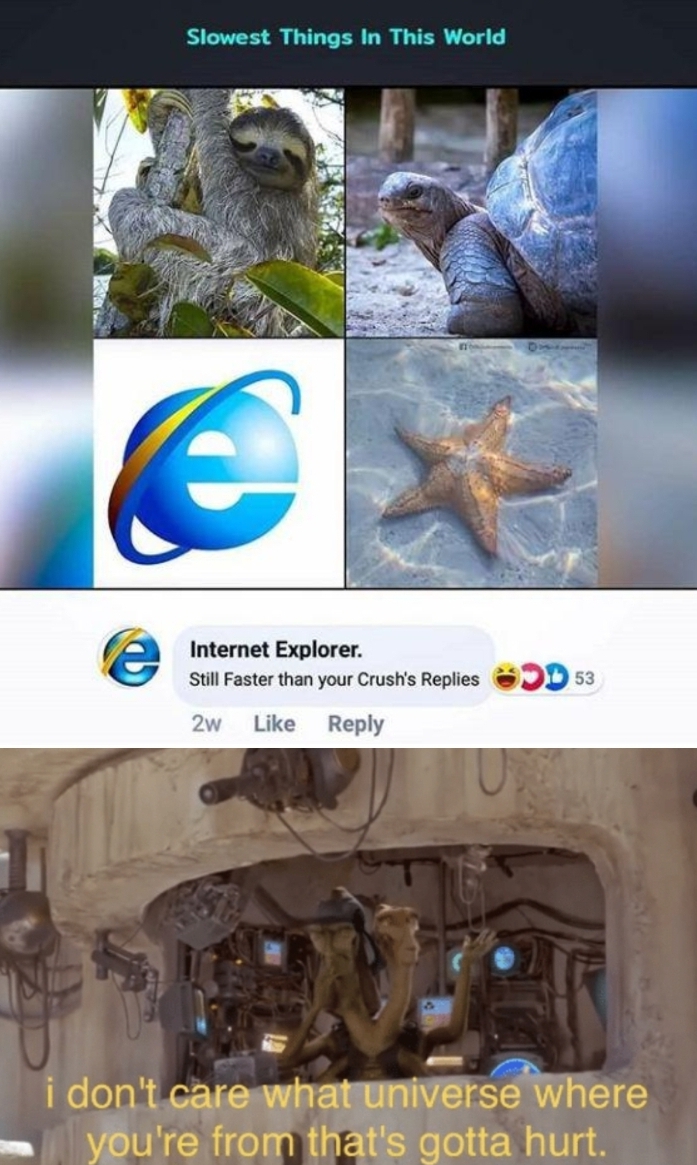 Slowest Things In This World
Internet Explorer.
Still Faster than your Crush's Replies
53
2w Like Reply
i don't care what universe where
you're from that's gotta hurt.